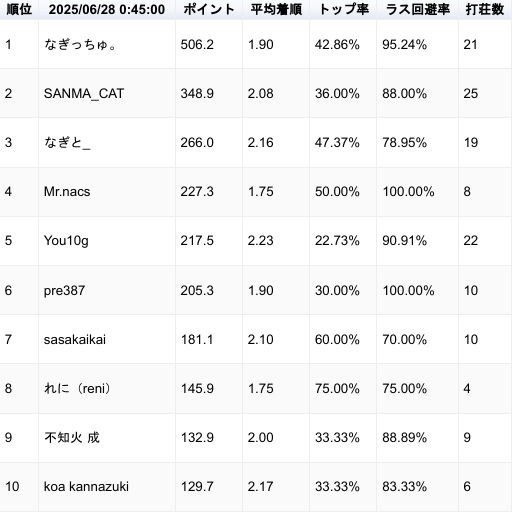 順位 2025/06/28 0:45:00 ポイント 平均着順 トップ率 ラス回避率 打荘数
1 なぎっちゅ。 506.2 1.90 42.86% 95.24% 21
2 SANMA_CAT 348.9 2.08 36.00% 88.00% 25
3 なぎと_ 266.0 2.16 47.37% 78.95% 19
4 Mr.nacs 227.3 1.75 50.00% 100.00% 8
5 You10g 217.5 2.23 22.73% 90.91% 22
6 pre387 205.3 1.90 30.00% 100.00% 10
7 sasakaikai 181.1 2.10 60.00% 70.00% 10
8 れに（reni） 145.9 1.75 75.00% 75.00% 4
9 不知火 成 132.9 2.00 33.33% 88.89% 9
10 koa kannazuki 129.7 2.17 33.33% 83.33% 6